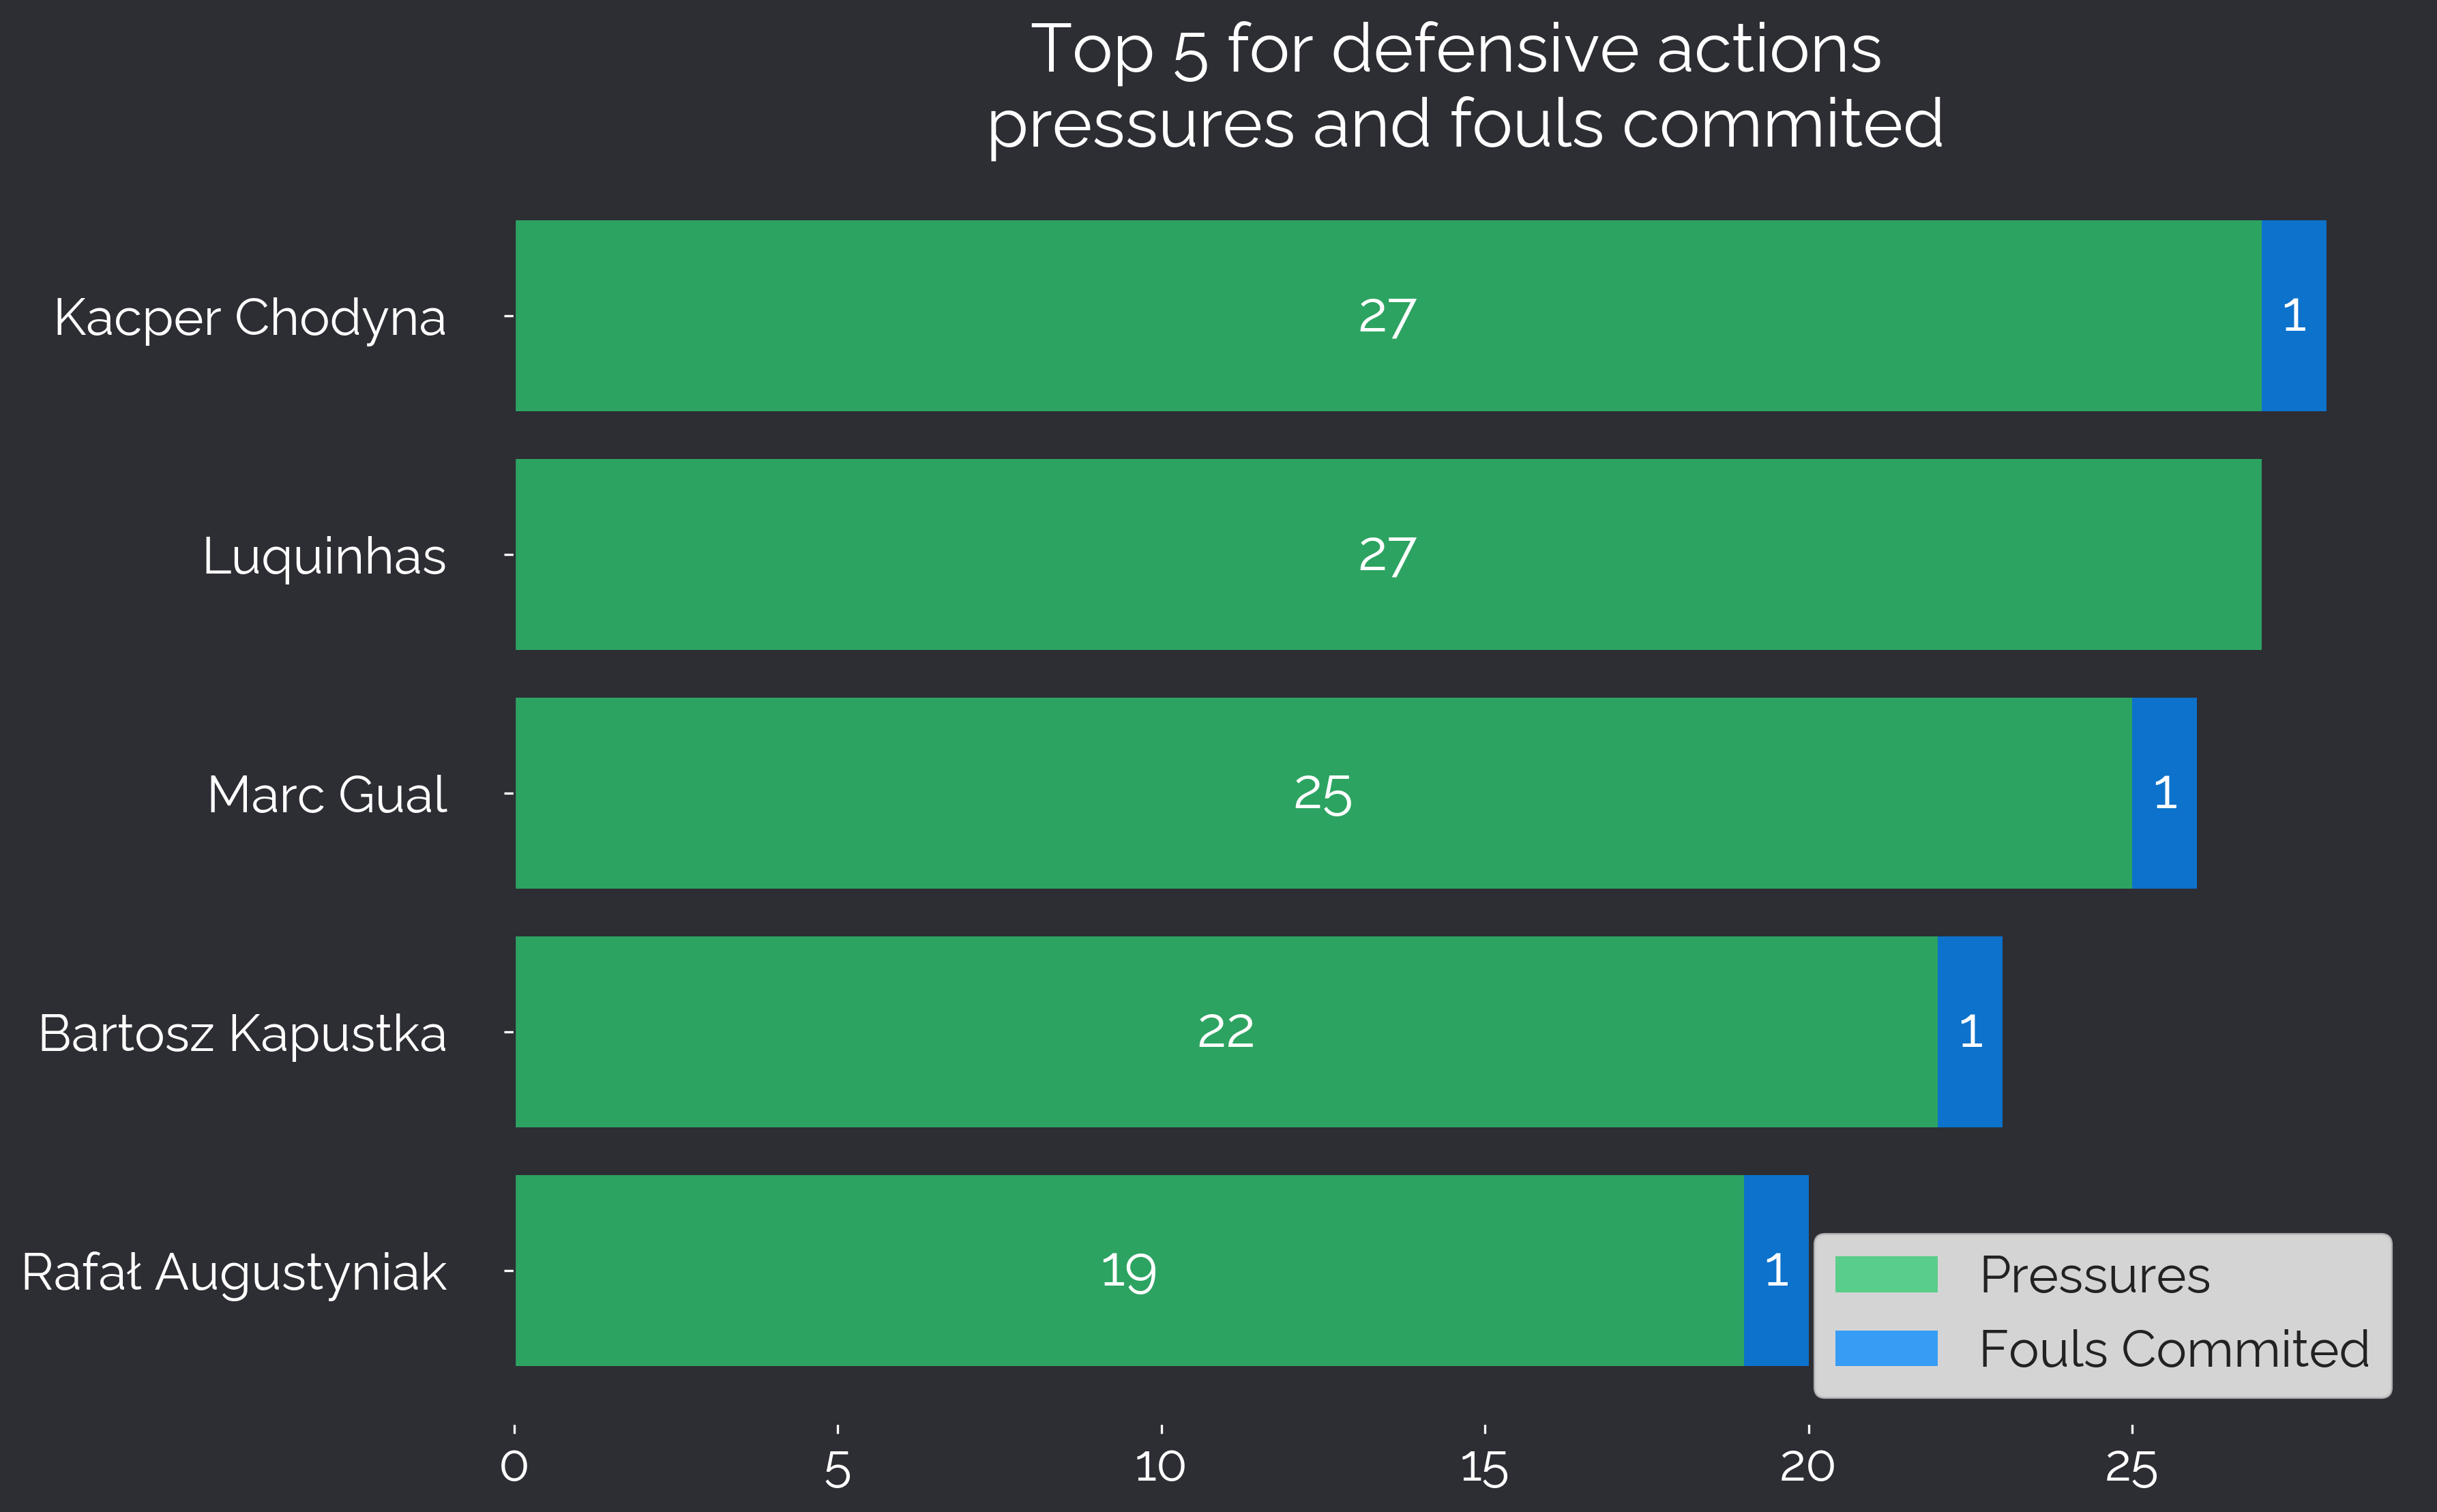 Top 5 for defensive actions
pressures and fouls commited
Kacper Chodyna
27
1
Luquinhas
27
Marc Gual
25
1
Bartosz Kapustka
22
1
Rafał Augustyniak
19
1
Pressures
Fouls Commited
0 5 10 15 20 25